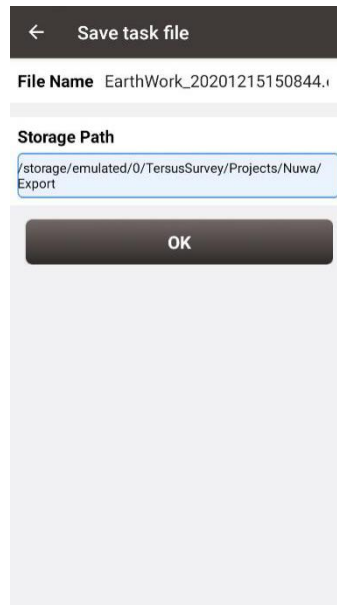 Save task file
File Name EarthWork_20201215150844.
Storage Path
/storage/emulated/0/TersusSurvey/Projects/Nuwa/
Export
OK